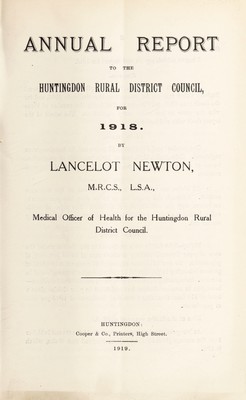 ANNUAL REPORT
TO THE
HUNTINGDON RURAL DISTRICT COUNCIL,
FOR
1918.
BY
LANCELOT NEWTON,
M.R.C.S., L.S.A.,
Medical Officer of Health for the Huntingdon Rural
District Council.
HUNTINGDON:
Cooper & Co., Printers, High Street.
1919.